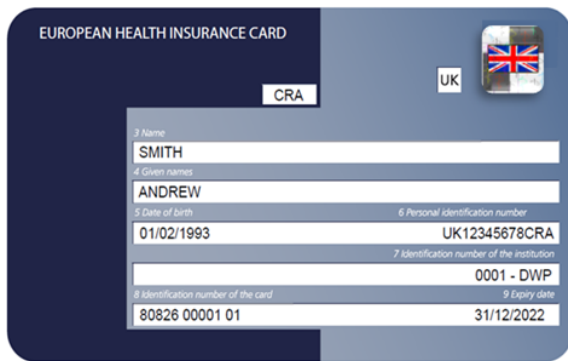 EUROPEAN HEALTH INSURANCE CARD
UK
CRA
3 Name
SMITH
4 Given names
ANDREW
5 Date of birth 6 Personal identification number
01/02/1993 UK12345678CRA
7 Identification number of the institution
0001 - DWP
8 Identification number of the card 9 Expiry date
80826 00001 01 31/12/2022